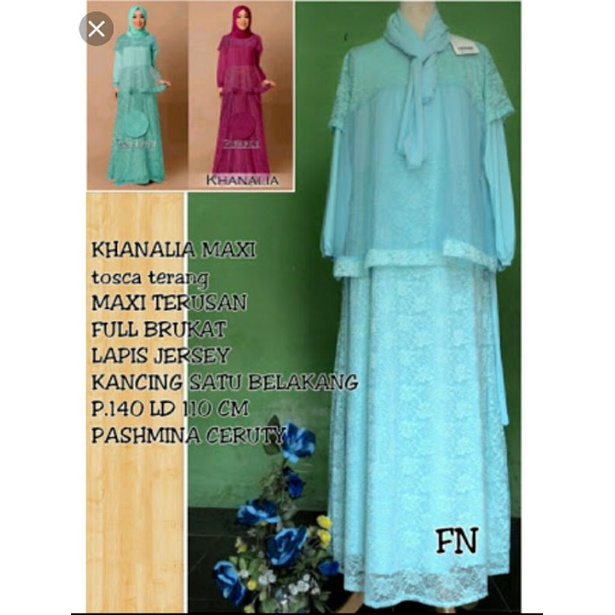 KHANALIA
KHANALIA MAXI
tosca terang
MAXI TERUSAN
FULL BRUKAT
LAPIS JERSEY
KANCING SATU BELAKANG
P.140 LD 110 CM
PASHMINA CERUTY
FN